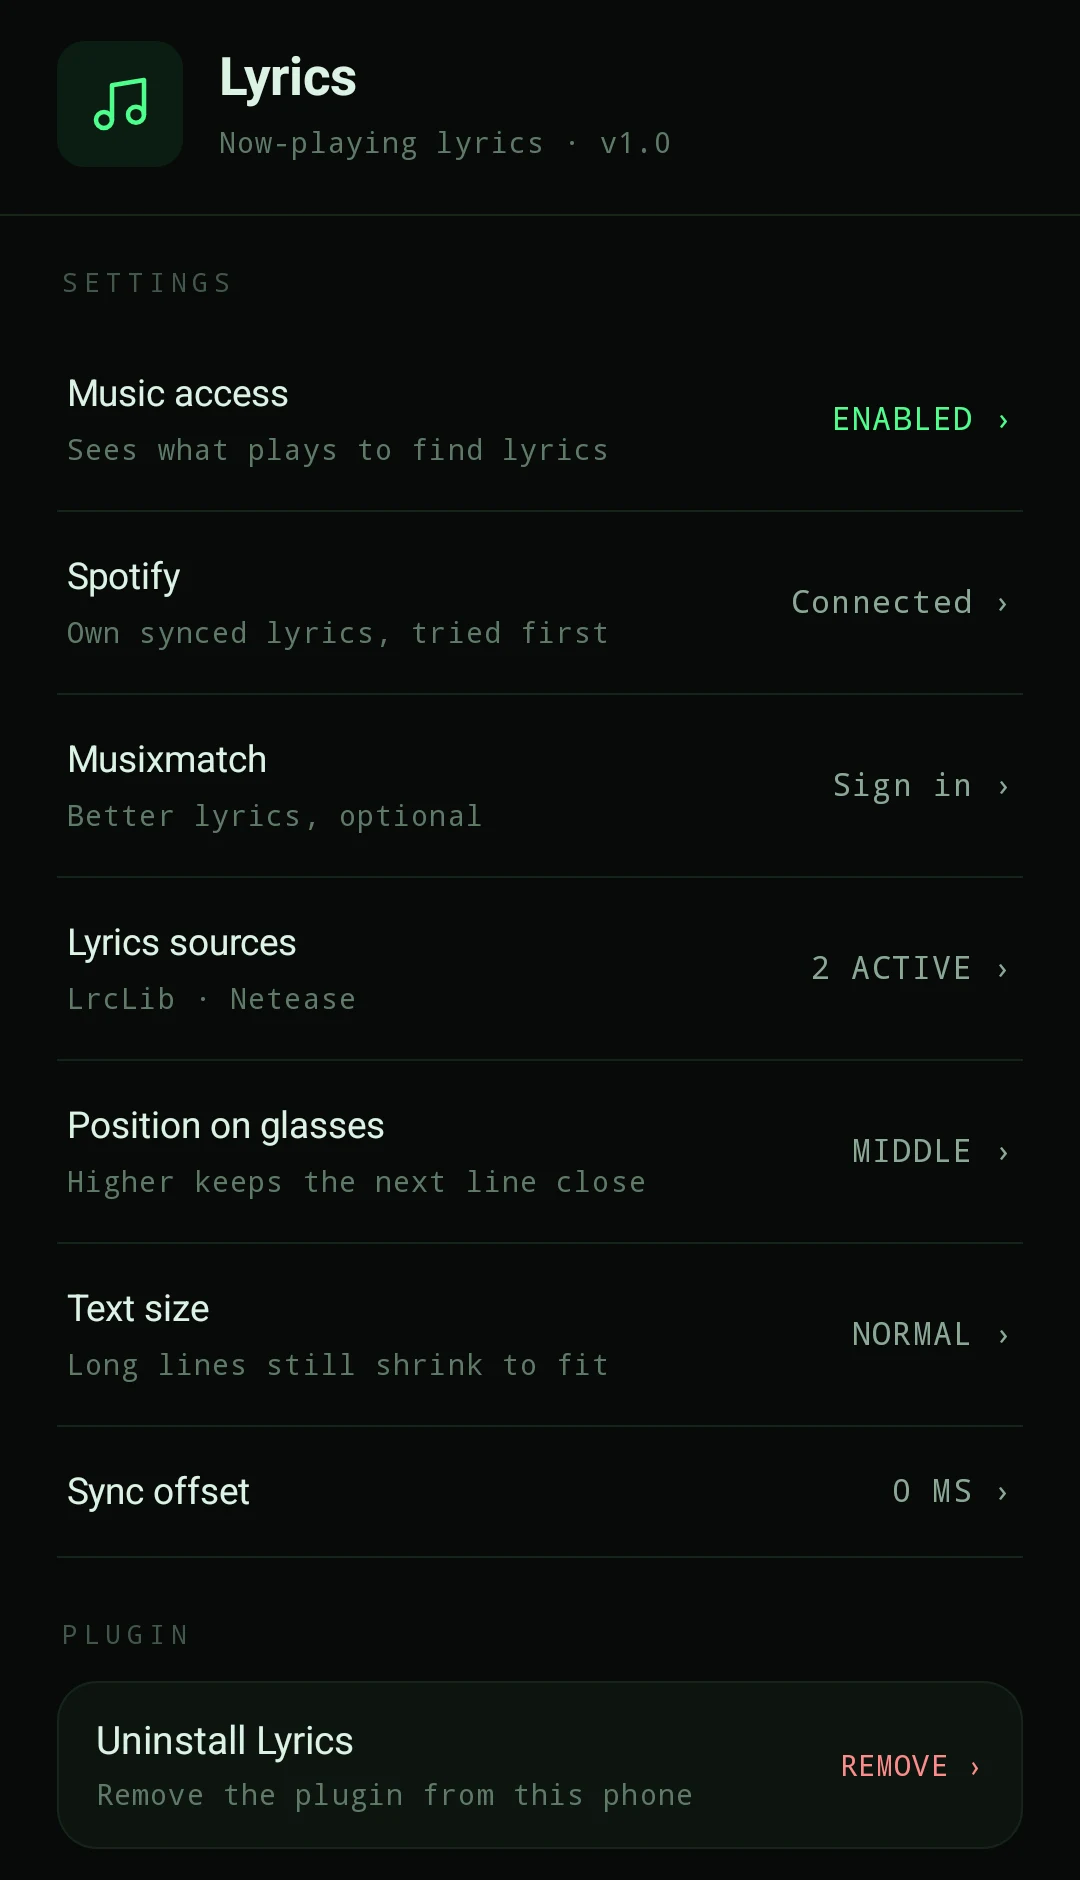 Lyrics
Now-playing lyrics · v1.0
SETTINGS
Music access
Sees what plays to find lyrics
ENABLED ›
Spotify
Own synced lyrics, tried first
Connected ›
Musixmatch
Better lyrics, optional
Sign in ›
Lyrics sources
LrcLib · Netease
2 ACTIVE ›
Position on glasses
Higher keeps the next line close
MIDDLE ›
Text size
Long lines still shrink to fit
NORMAL ›
Sync offset
0 MS ›
PLUGIN
Uninstall Lyrics
Remove the plugin from this phone
REMOVE ›